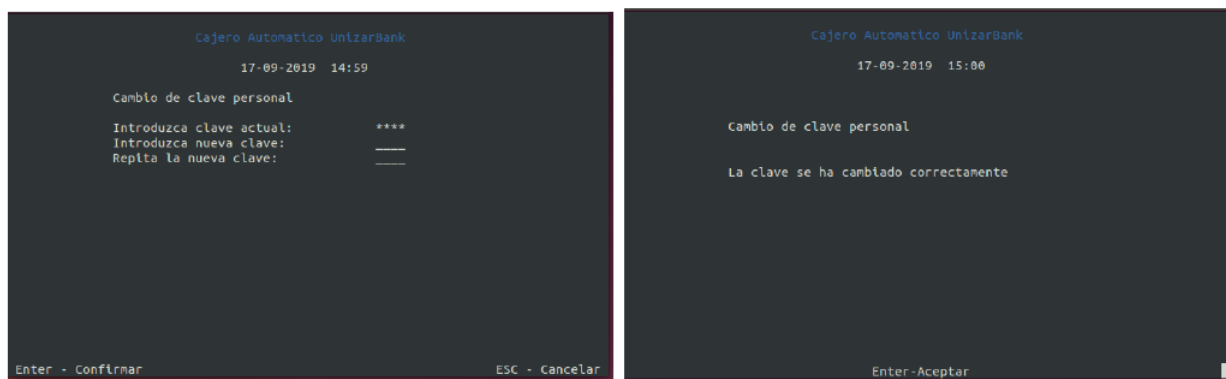 Cajero Automatico UnizarBank
17-09-2019 14:59
Cambio de clave personal
Introduzca clave actual: ****
Introduzca nueva clave: ____
Repita la nueva clave: ____
Enter - Confirmar ESC - Cancelar
Cajero Automatico UnizarBank
17-09-2019 15:00
Cambio de clave personal
La clave se ha cambiado correctamente
Enter-Aceptar